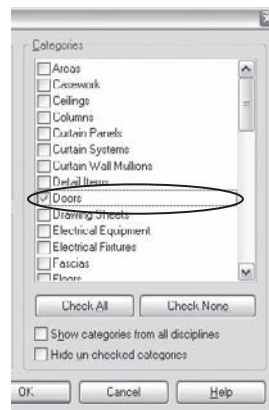 Categories
Areas
Casework
Ceilings
Columns
Curtain Panels
Curtain Systems
Curtain Wall Mullions
Detail Items
Doors
Drawing Sheets
Electrical Equipment
Electrical Fixtures
Fascias
Floors
Check All Check None
Show categories from all disciplines
Hide un checked categories
OK Cancel Help